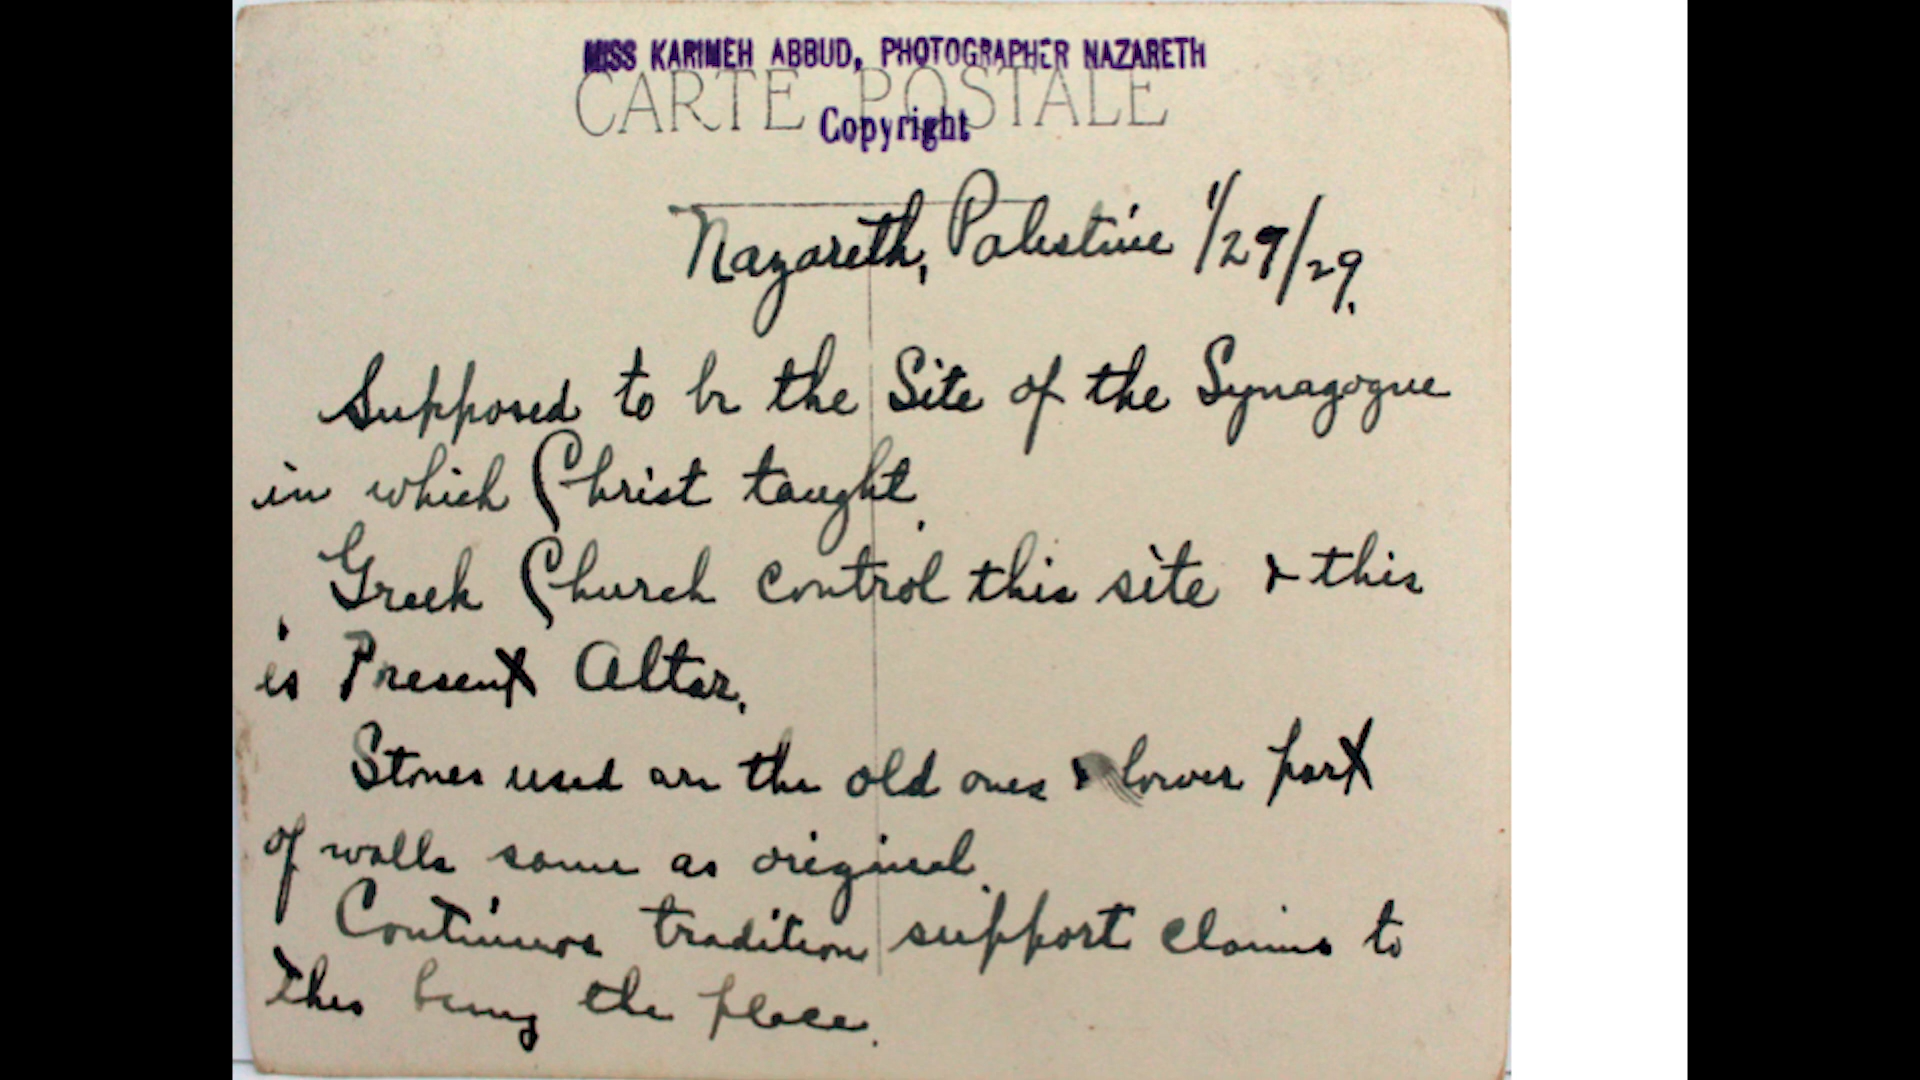 MISS KARIMEH ABBUD, PHOTOGRAPHER NAZARETH
CARTE POSTALE
Copyright
Nazareth, Palestine 1/29/29.
Supposed to be the Site of the Synagogue
in which Christ taught.
Greek Church control this site & this
is Present Altar.
Stones used are the old ones & lower part
of walls same as original.
Continuos tradition support claims to
this being the place.